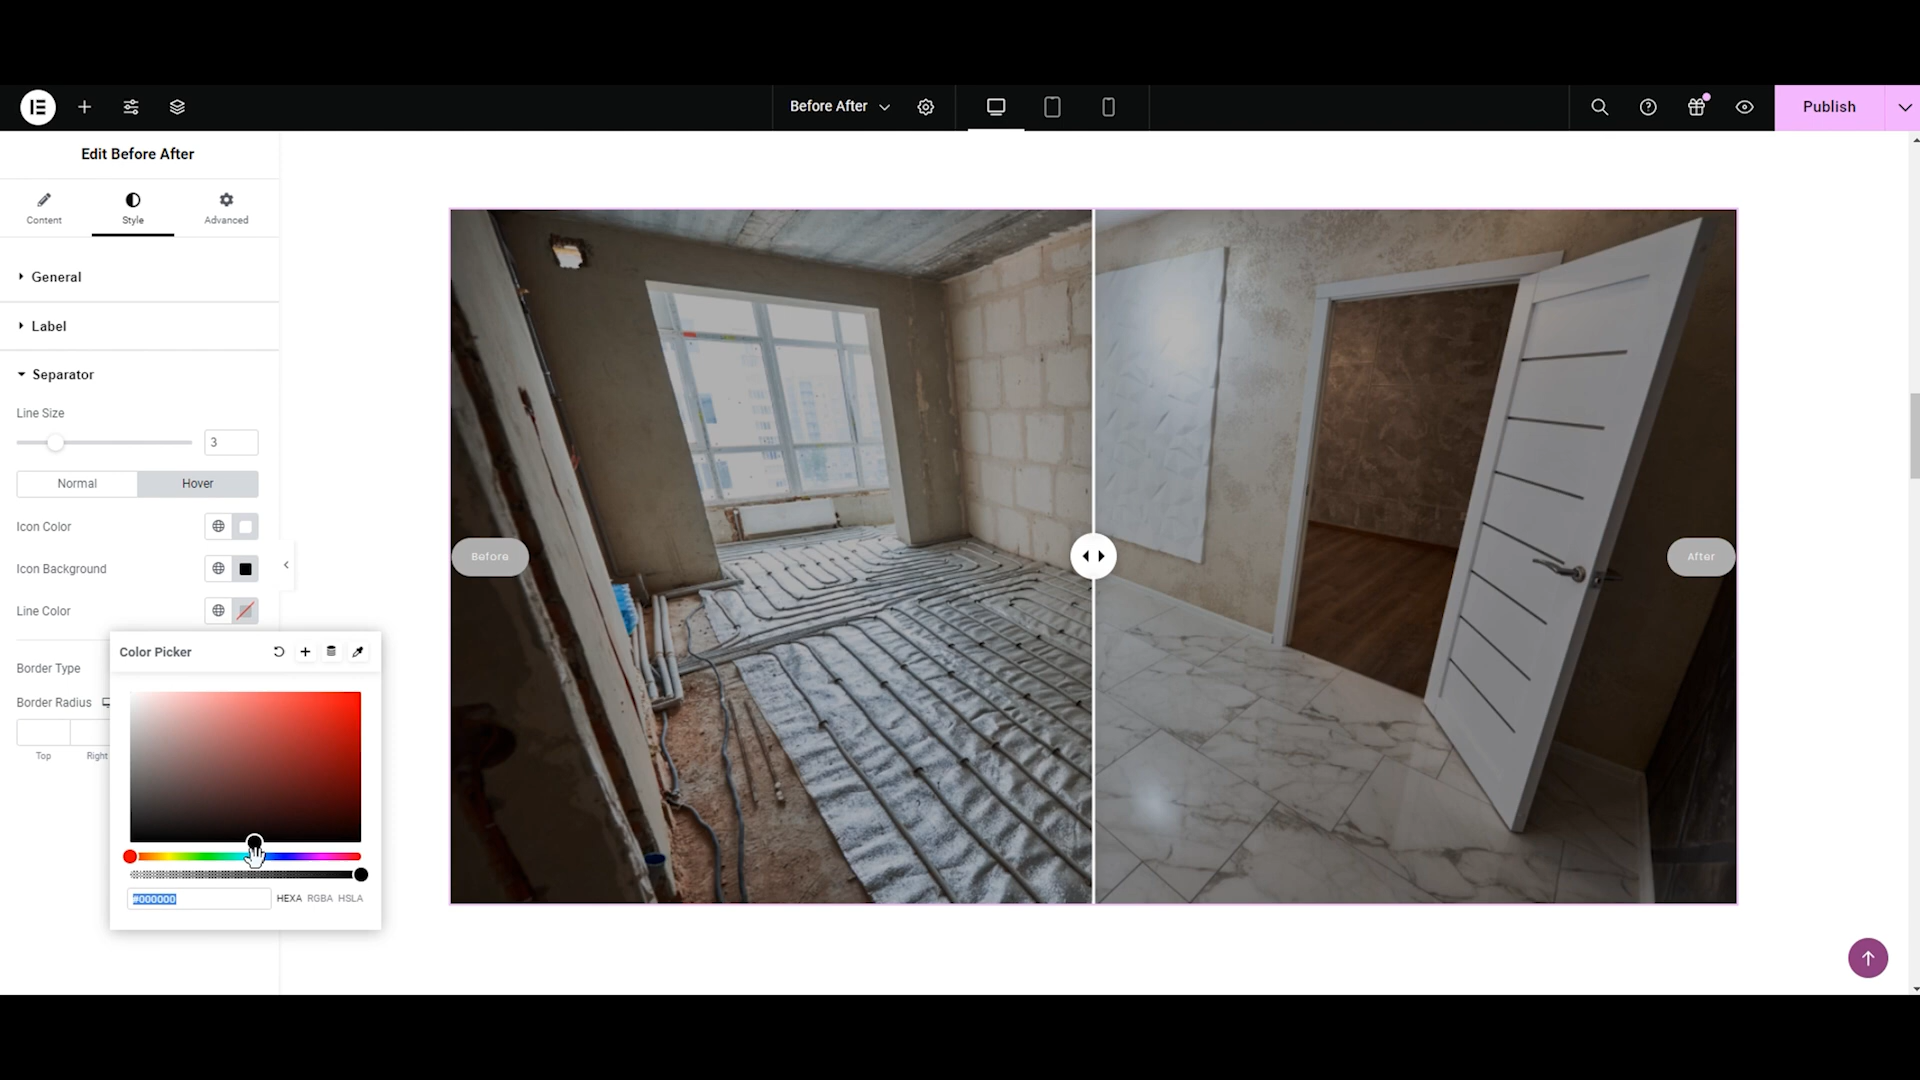 Before After
Publish
Edit Before After
Content
Style
Advanced
General
Label
Separator
Line Size
3
Normal
Hover
Icon Color
Icon Background
Line Color
Border Type
Border Radius
Top
Right
Color Picker
#000000
HEXA RGBA HSLA
Before
After